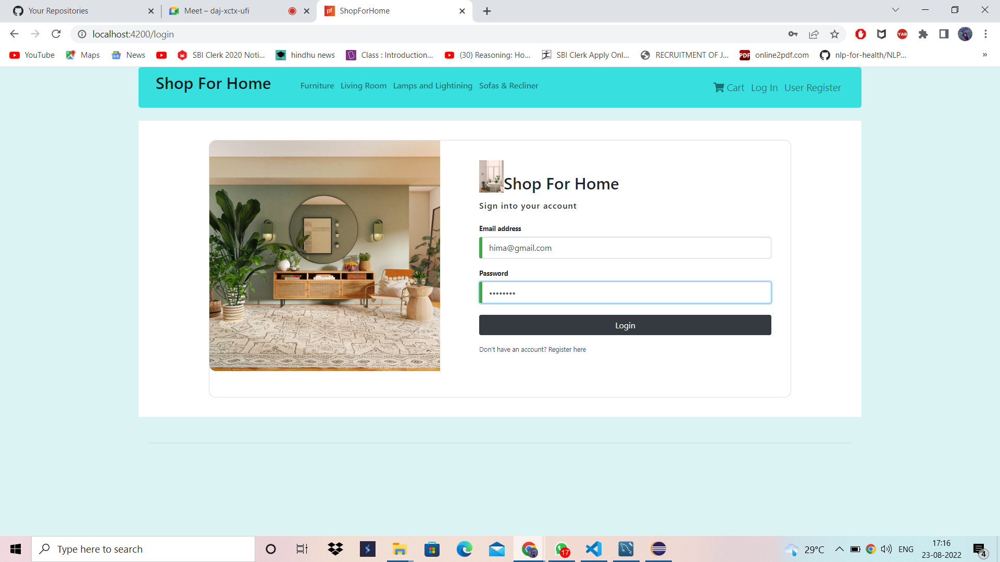 Your Repositories
Meet – daj-xctx-ufi
pf ShopForHome
localhost:4200/login
YAB
YouTube Maps News SBI Clerk 2020 Noti... hindhu news Class : Introduction... (30) Reasoning: Ho... SBI Clerk Apply Onl... RECRUITMENT OF J... PDF online2pdf.com nlp-for-health/NLP... »
Shop For Home Furniture Living Room Lamps and Lightining Sofas & Recliner Cart Log In User Register
Shop For Home
Sign into your account
Email address
hima@gmail.com
Password
••••••••
Login
Don't have an account? Register here
Type here to search
17
29°C
ENG
17:16
23-08-2022
4